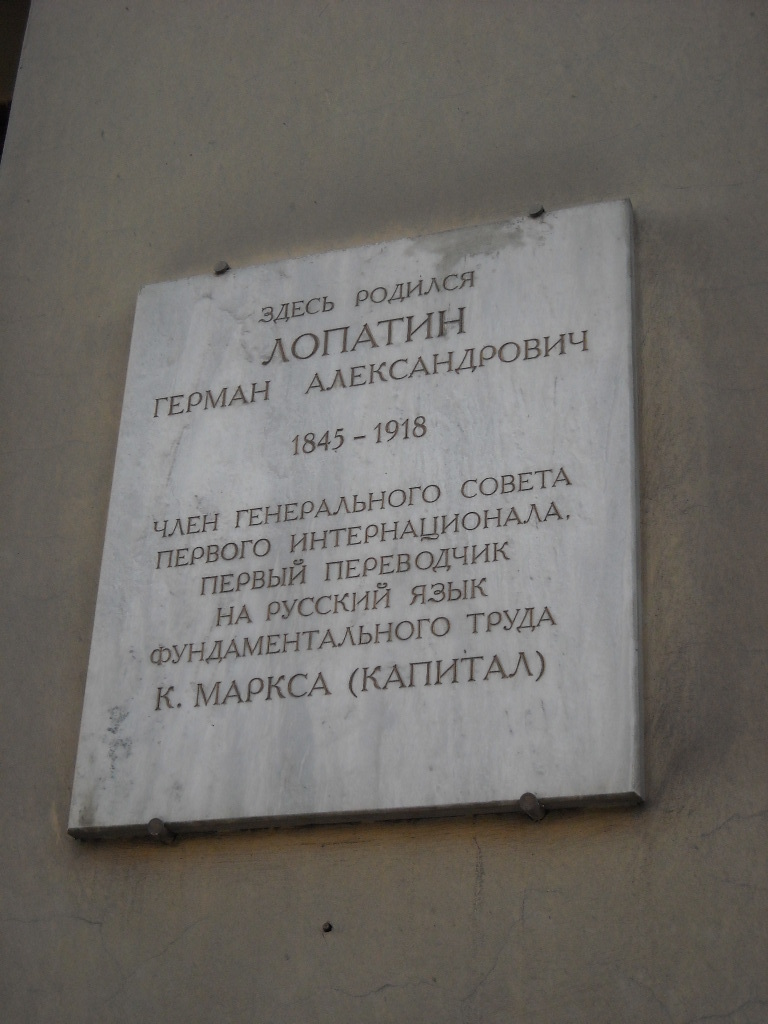 ЗДЕСЬ РОДИЛСЯ
ЛОПАТИН
ГЕРМАН АЛЕКСАНДРОВИЧ
1845 – 1918
ЧЛЕН ГЕНЕРАЛЬНОГО СОВЕТА
ПЕРВОГО ИНТЕРНАЦИОНАЛА,
ПЕРВЫЙ ПЕРЕВОДЧИК
НА РУССКИЙ ЯЗЫК
ФУНДАМЕНТАЛЬНОГО ТРУДА
К. МАРКСА (КАПИТАЛ)